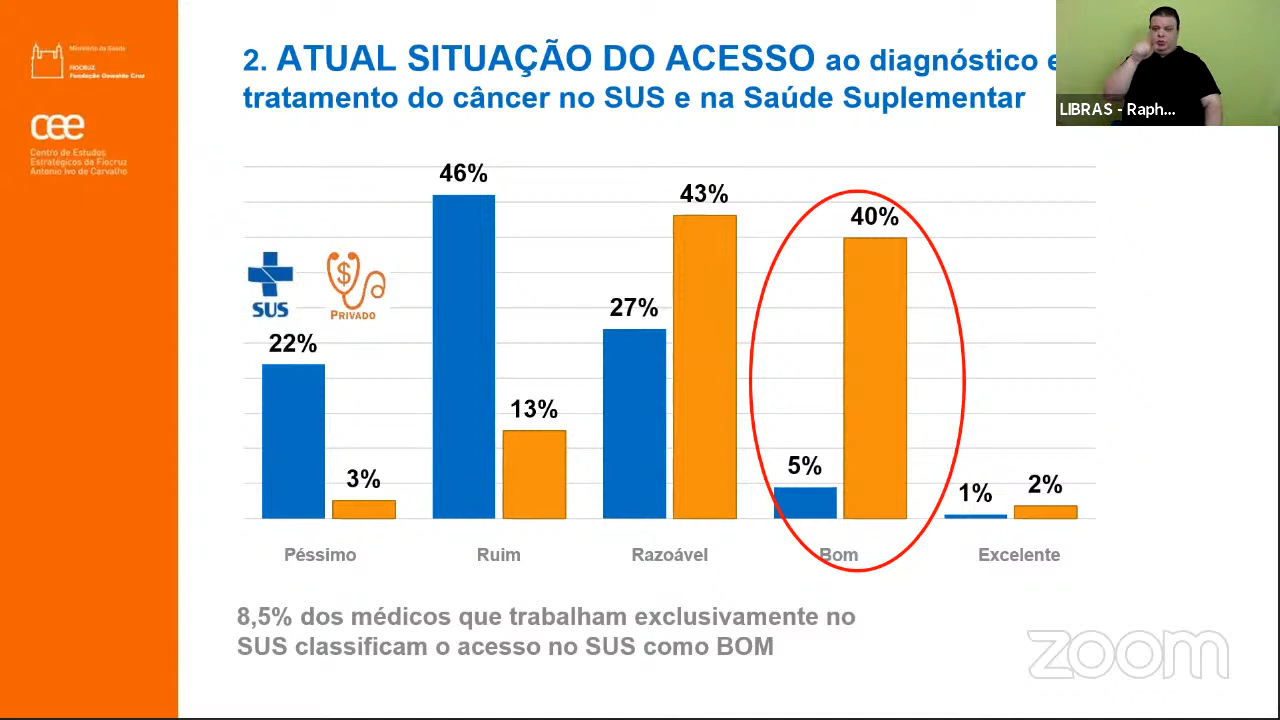 Ministério da Saúde
FIOCRUZ
Fundação Oswaldo Cruz
cee
Centro de Estudos
Estratégicos da Fiocruz
Antonio Ivo de Carvalho
2. ATUAL SITUAÇÃO DO ACESSO ao diagnóstico e
tratamento do câncer no SUS e na Saúde Suplementar
LIBRAS - Raph...
46%
43%
40%
27%
22%
13%
5%
3%
1%
2%
SUS
$
PRIVADO
Péssimo
Ruim
Razoável
Bom
Excelente
8,5% dos médicos que trabalham exclusivamente no
SUS classificam o acesso no SUS como BOM
zoom